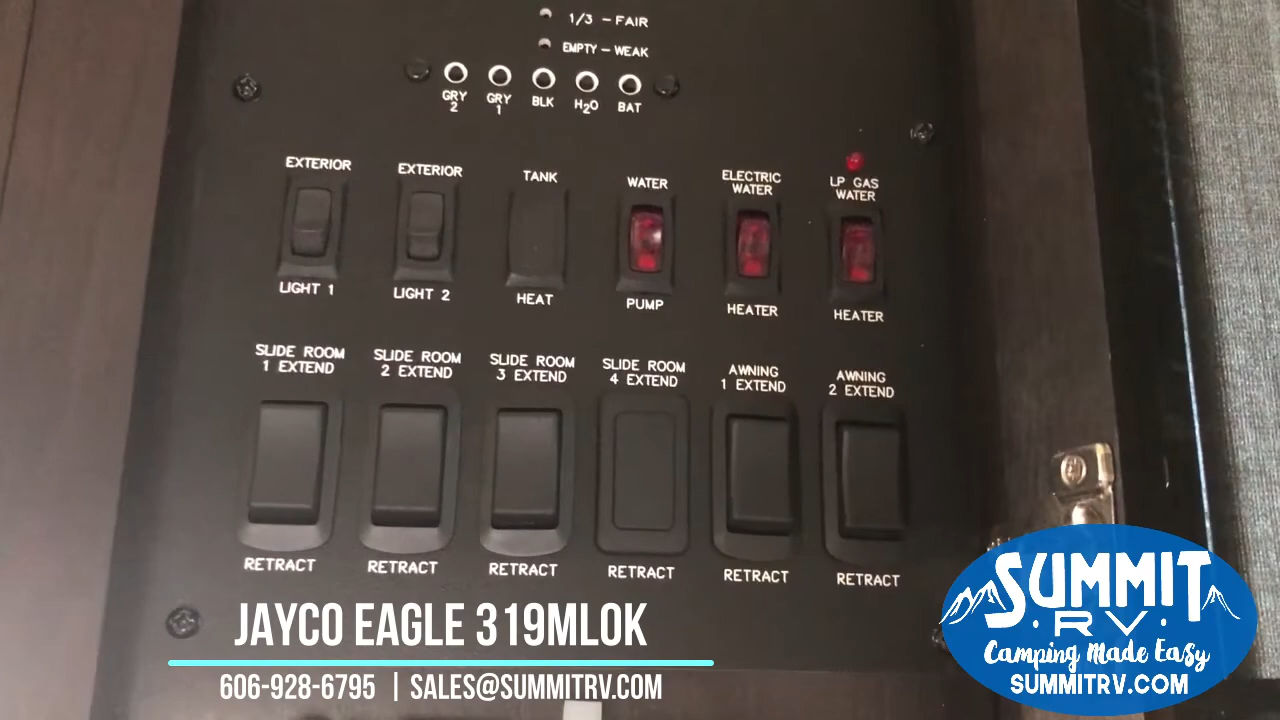 1/3 - FAIR
EMPTY - WEAK
GRY 2
GRY 1
BLK
H2O
BAT
EXTERIOR
LIGHT 1
EXTERIOR
LIGHT 2
TANK
HEAT
WATER
PUMP
ELECTRIC
WATER
HEATER
LP GAS
WATER
HEATER
SLIDE ROOM
1 EXTEND
RETRACT
SLIDE ROOM
2 EXTEND
RETRACT
SLIDE ROOM
3 EXTEND
RETRACT
SLIDE ROOM
4 EXTEND
RETRACT
AWNING
1 EXTEND
RETRACT
AWNING
2 EXTEND
RETRACT
JAYCO EAGLE 319MLOK
606-928-6795 | SALES@SUMMITRV.COM
SUMMIT
·RV·
Camping Made Easy
SUMMITRV.COM